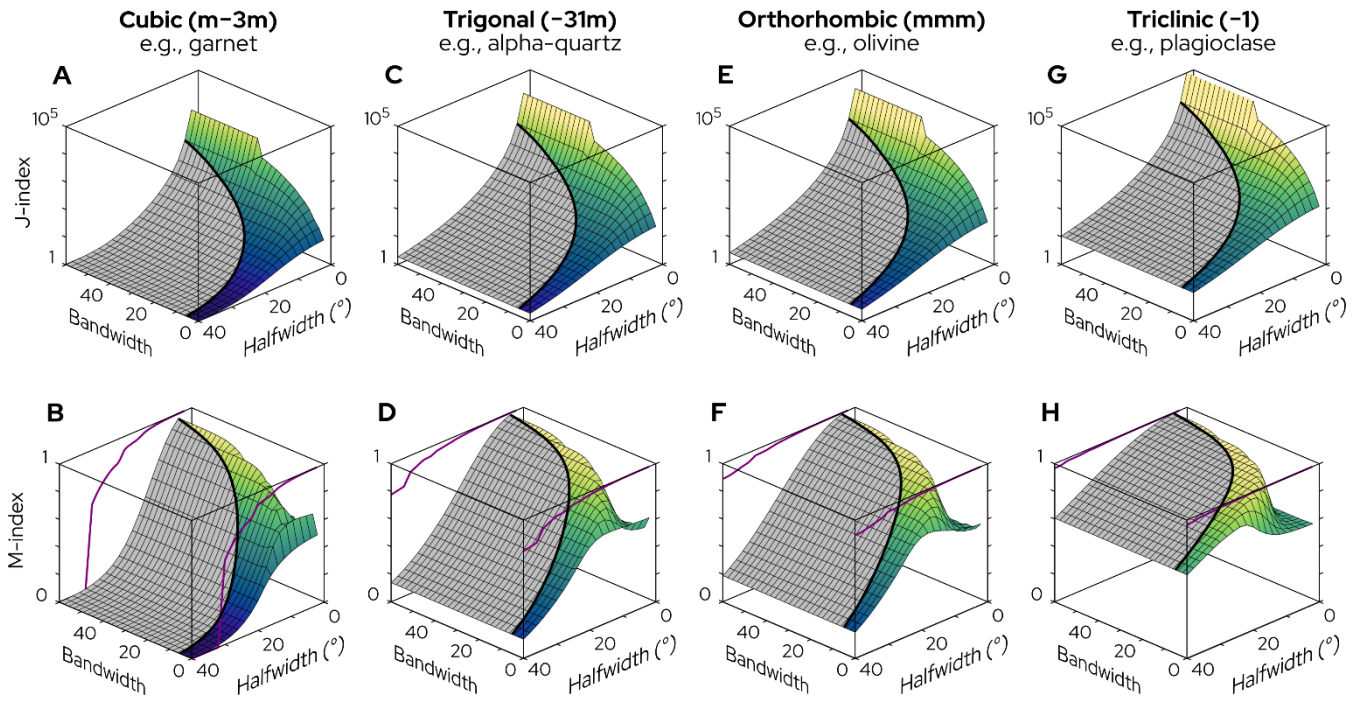 Cubic (m−3m)
e.g., garnet
Trigonal (−31m)
e.g., alpha-quartz
Orthorhombic (mmm)
e.g., olivine
Triclinic (−1)
e.g., plagioclase
A
C
E
G
10⁵
10⁵
10⁵
10⁵
J-index
1
1
1
1
40
20
0
40
20
0
40
20
0
40
20
0
40
20
0
40
20
0
40
20
0
40
20
0
Bandwidth
Halfwidth (°)
Bandwidth
Halfwidth (°)
Bandwidth
Halfwidth (°)
Bandwidth
Halfwidth (°)
B
D
F
H
1
1
1
1
M-index
0
0
0
0
40
20
0
40
20
0
40
20
0
40
20
0
40
20
0
40
20
0
40
20
0
40
20
0
Bandwidth
Halfwidth (°)
Bandwidth
Halfwidth (°)
Bandwidth
Halfwidth (°)
Bandwidth
Halfwidth (°)